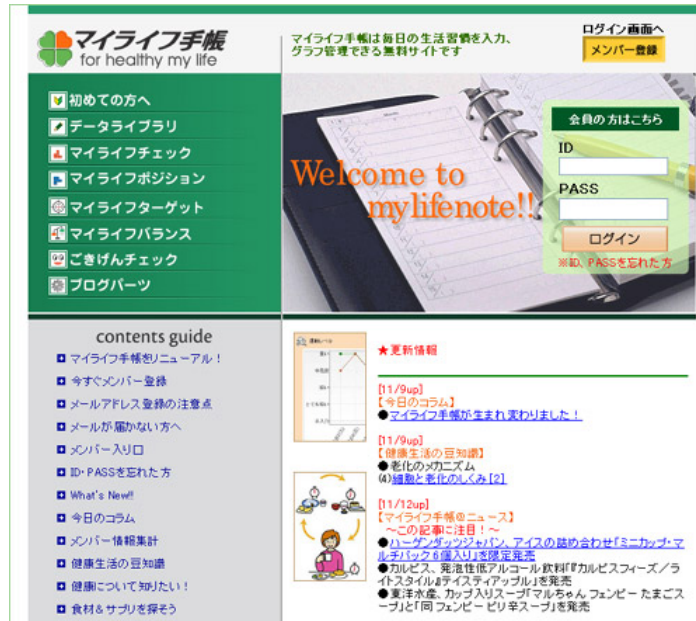 マイライフ手帳
for healthy my life
マイライフ手帳は毎日の生活習慣を入力、
グラフ管理できる無料サイトです
ログイン画面へ
メンバー登録
初めての方へ
データライブラリ
マイライフチェック
マイライフポジション
マイライフターゲット
マイライフバランス
ごきげんチェック
ブログパーツ
Welcome to
mylifenote!!
会員の方はこちら
ID
PASS
ログイン
※ID、PASSを忘れた方
contents guide
マイライフ手帳をリニューアル！
今すぐメンバー登録
メールアドレス登録の注意点
メールが届かない方へ
メンバー入り口
ID・PASSを忘れた方
What's New!!
今日のコラム
メンバー情報集計
健康生活の豆知識
健康について知りたい！
食材＆サプリを探そう
★更新情報
[11/9up]
【今日のコラム】
●マイライフ手帳が生まれ変わりました！
[11/9up]
【健康生活の豆知識】
●老化のメカニズム
(4)細胞と老化のしくみ[2]
[11/12up]
【マイライフ手帳@ニュース】
～この記事に注目！～
●ハーゲンダッツジャパン、アイスの詰め合わせ「ミニカップ・マ
ルチパック6個入り」を限定発売
●カルピス、発泡性低アルコール飲料「『カルピスフィーズ／ラ
イトスタイル』テイスティアップル」を発売
●東洋水産、カップ入りスープ「マルちゃん フェンピー たまごス
ープ」と「同 フェンピー ピリ辛スープ」を発売